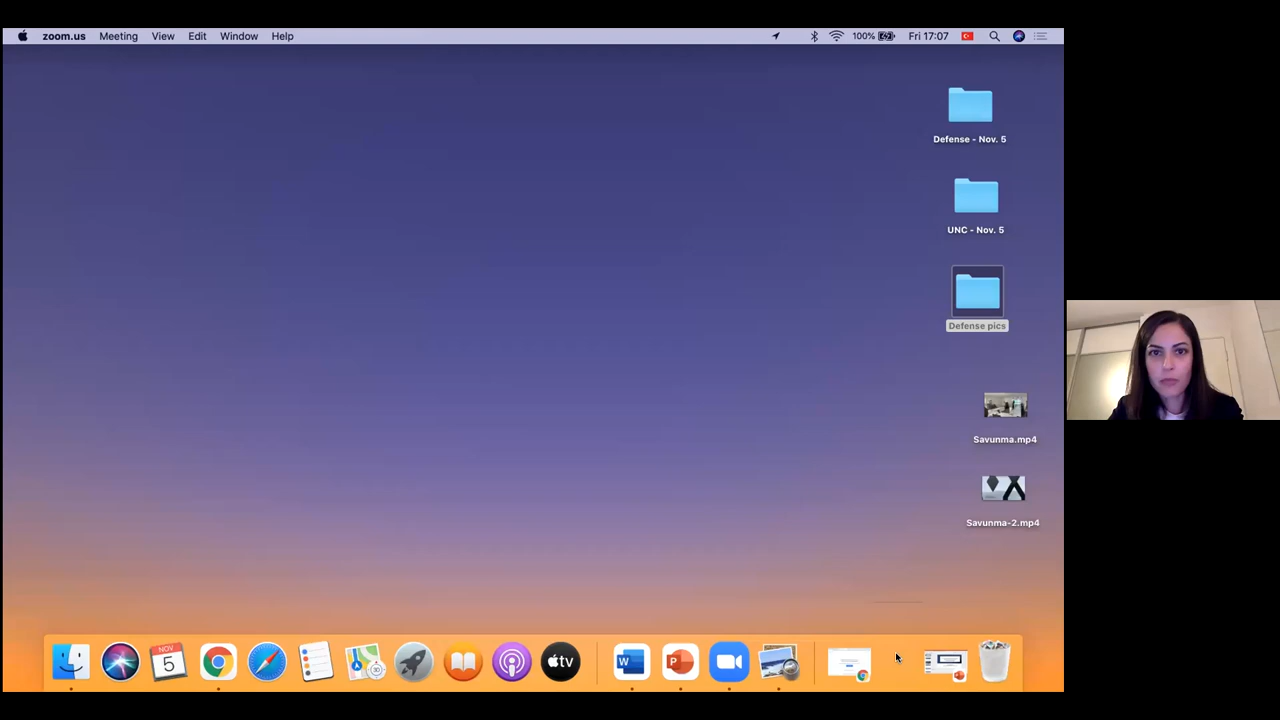 zoom.us Meeting View Edit Window Help 100% Fri 17:07
Defense - Nov. 5
UNC - Nov. 5
Defense pics
Savunma.mp4
Savunma-2.mp4
NOV
5
30
W
P
tv